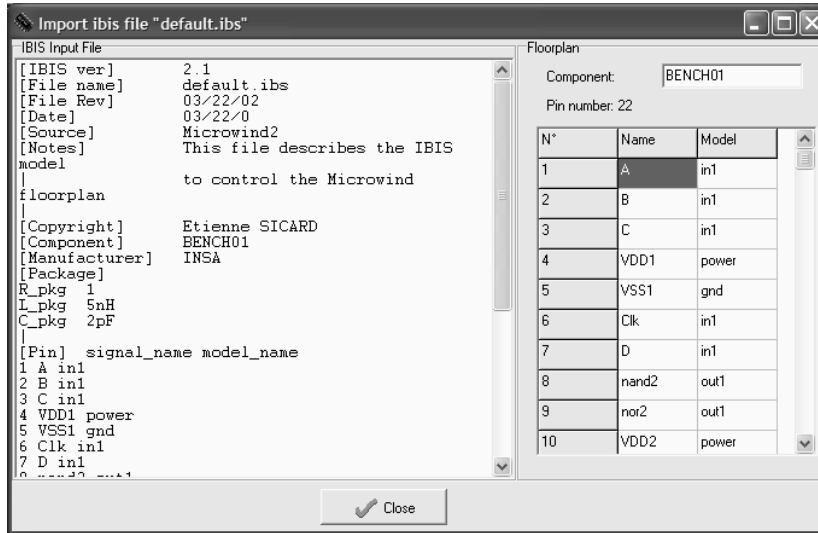 Import ibis file "default.ibs"
IBIS Input File
[IBIS ver] 2.1
[File name] default.ibs
[File Rev] 03/22/02
[Date] 03/22/0
[Source] Microwind2
[Notes] This file describes the IBIS
model
| to control the Microwind
floorplan
|
[Copyright] Etienne SICARD
[Component] BENCH01
[Manufacturer] INSA
[Package]
R_pkg 1
L_pkg 5nH
C_pkg 2pF
|
[Pin] signal_name model_name
1 A in1
2 B in1
3 C in1
4 VDD1 power
5 VSS1 gnd
6 Clk in1
7 D in1
Floorplan
Component: BENCH01
Pin number: 22
N° Name Model
1 A in1
2 B in1
3 C in1
4 VDD1 power
5 VSS1 gnd
6 Clk in1
7 D in1
8 nand2 out1
9 nor2 out1
10 VDD2 power
Close